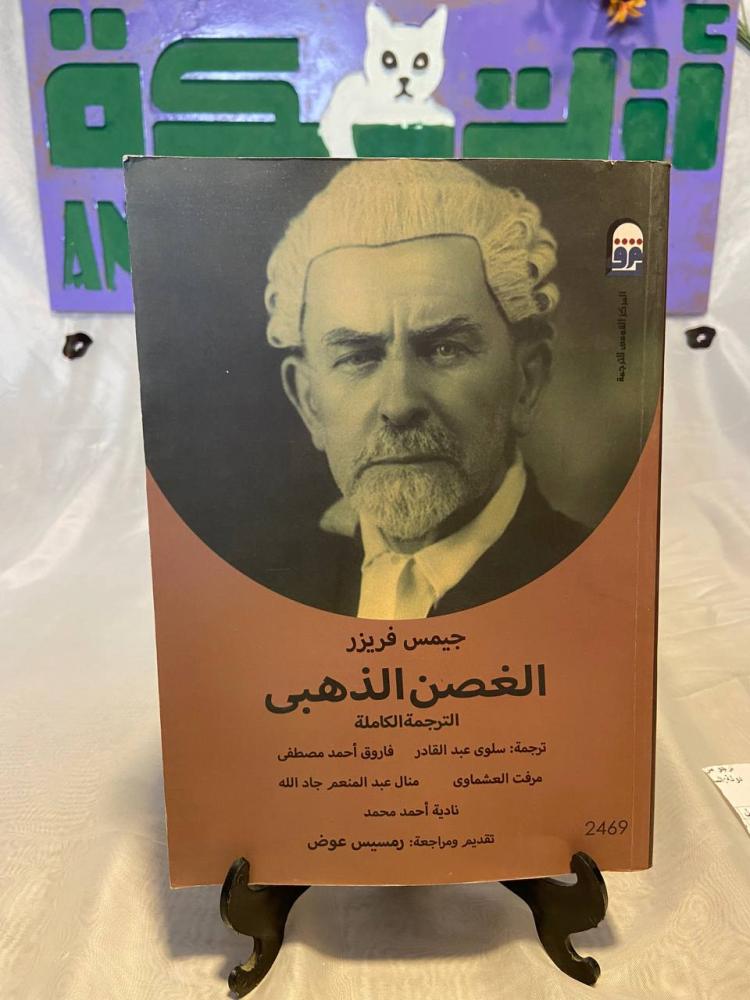 أنتيكة
AN
المركز القومى للترجمة
جيمس فريزر
الغصن الذهبى
الترجمة الكاملة
ترجمة: سلوى عبد القادر فاروق أحمد مصطفى
مرفت العشماوى منال عبد المنعم جاد الله
نادية أحمد محمد
تقديم ومراجعة: رمسيس عوض
2469